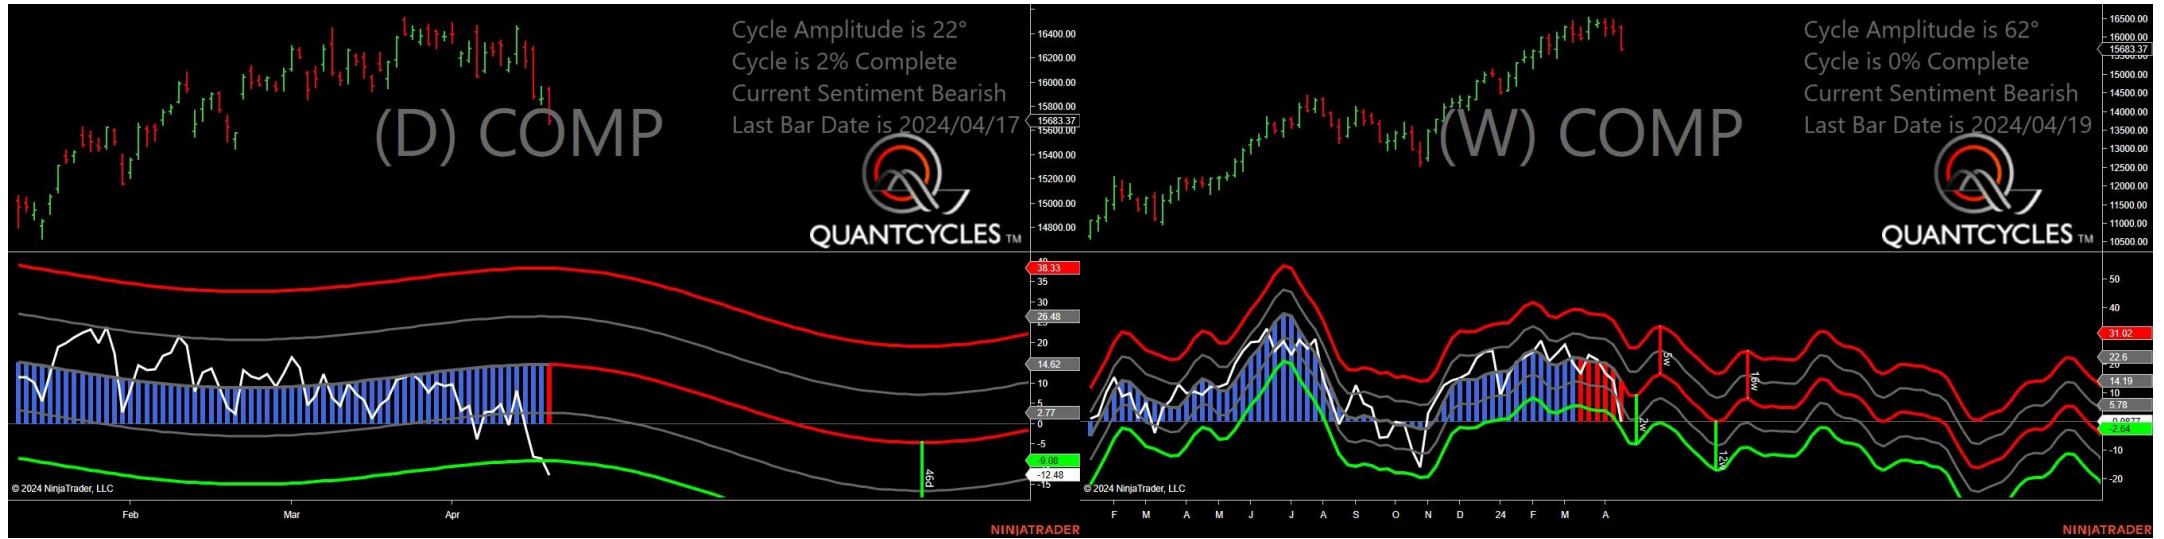 Cycle Amplitude is 22°
Cycle is 2% Complete
Current Sentiment Bearish
Last Bar Date is 2024/04/17
(D) COMP
QUANTCYCLES TM
16400.00
16200.00
16000.00
15800.00
15683.37
15600.00
15400.00
15200.00
15000.00
14800.00
40
38.33
35
30
26.48
25
20
14.62
10
5
2.77
0
-5
-9.08
-12.48
-15
46d
© 2024 NinjaTrader, LLC
Feb Mar Apr
NINJATRADER
Cycle Amplitude is 62°
Cycle is 0% Complete
Current Sentiment Bearish
Last Bar Date is 2024/04/19
(W) COMP
QUANTCYCLES TM
16500.00
16000.00
15683.37
15000.00
14500.00
14000.00
13500.00
13000.00
12500.00
12000.00
11500.00
11000.00
10500.00
50
40
31.02
22.6
20
14.19
10
5.78
-0.0877
-2.64
-10
-20
5w
2w
16w
12w
© 2024 NinjaTrader, LLC
F M A M J J A S O N D 24 F M A
NINJATRADER